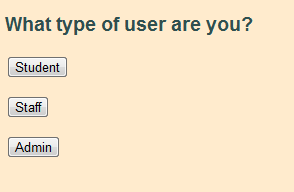 What type of user are you?
Student
Staff
Admin